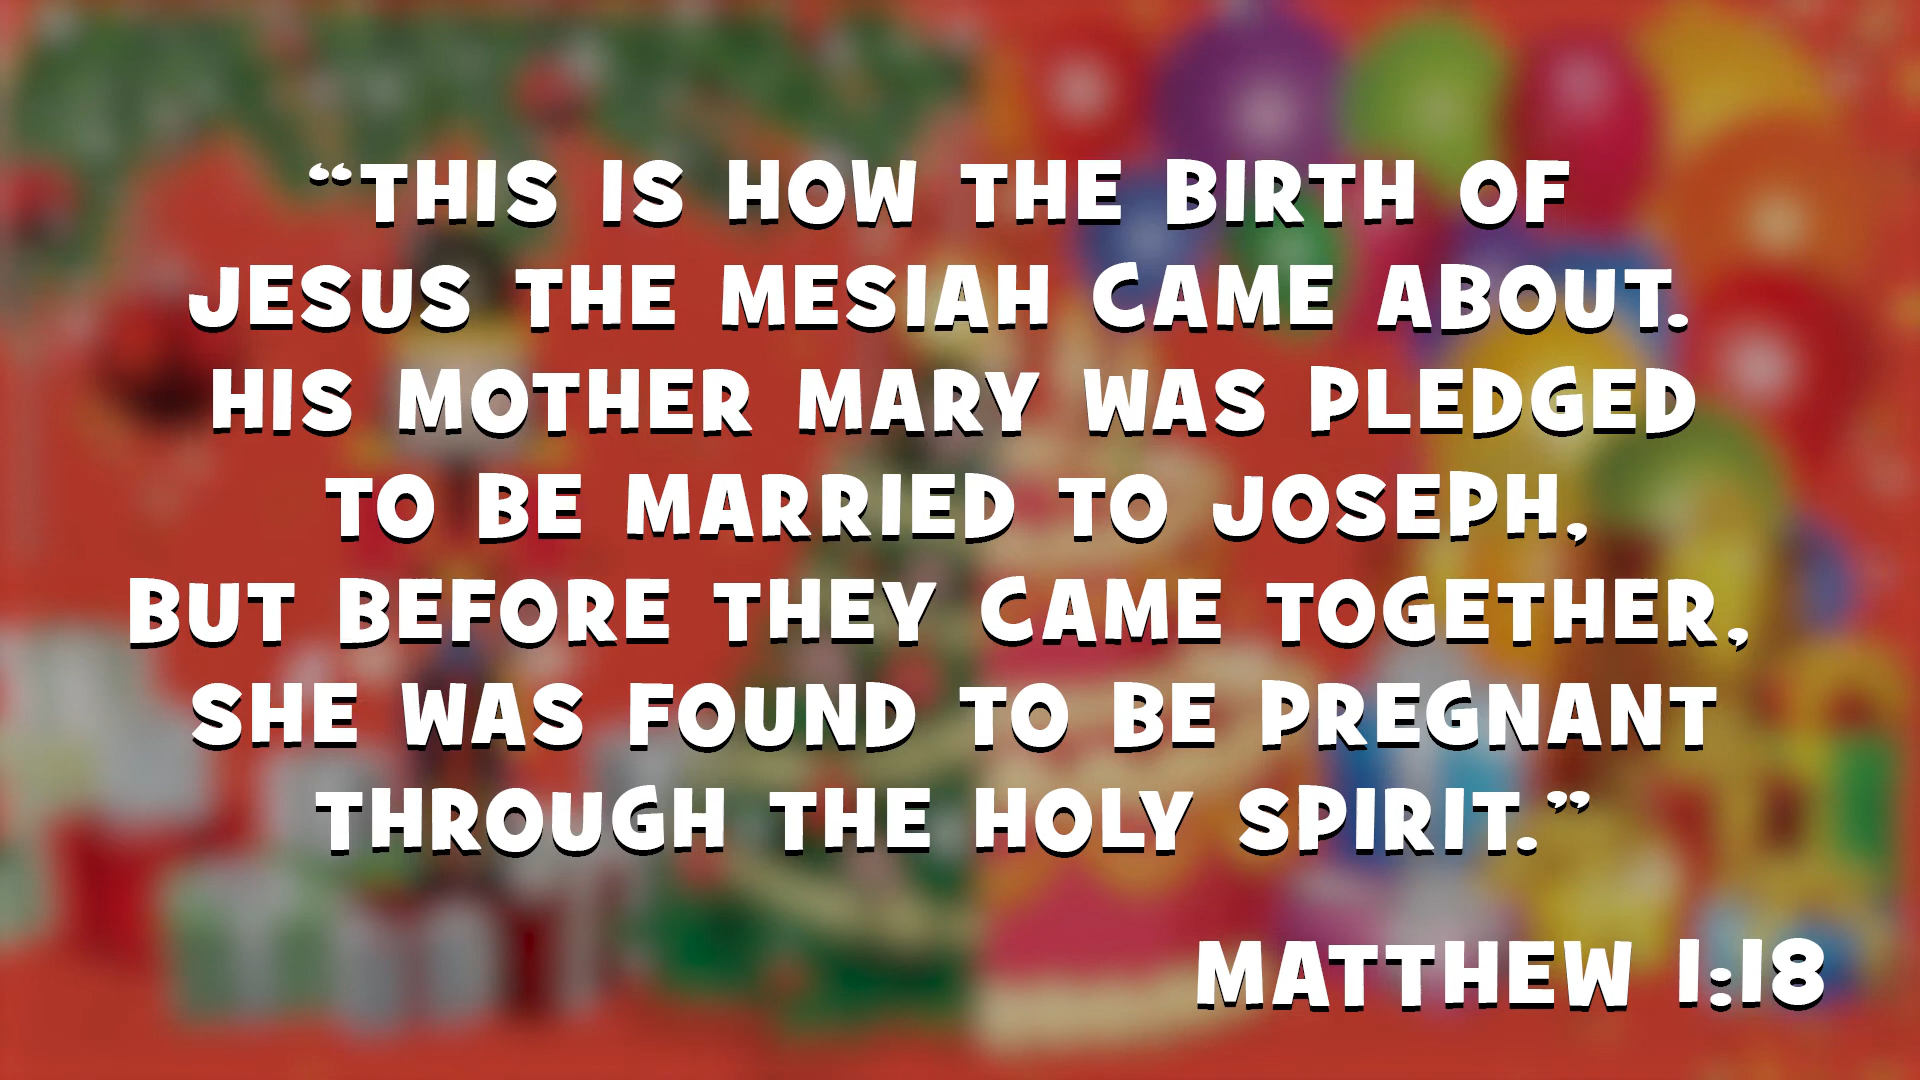 “THIS IS HOW THE BIRTH OF
JESUS THE MESIAH CAME ABOUT.
HIS MOTHER MARY WAS PLEDGED
TO BE MARRIED TO JOSEPH,
BUT BEFORE THEY CAME TOGETHER,
SHE WAS FOUND TO BE PREGNANT
THROUGH THE HOLY SPIRIT.”
MATTHEW 1:18